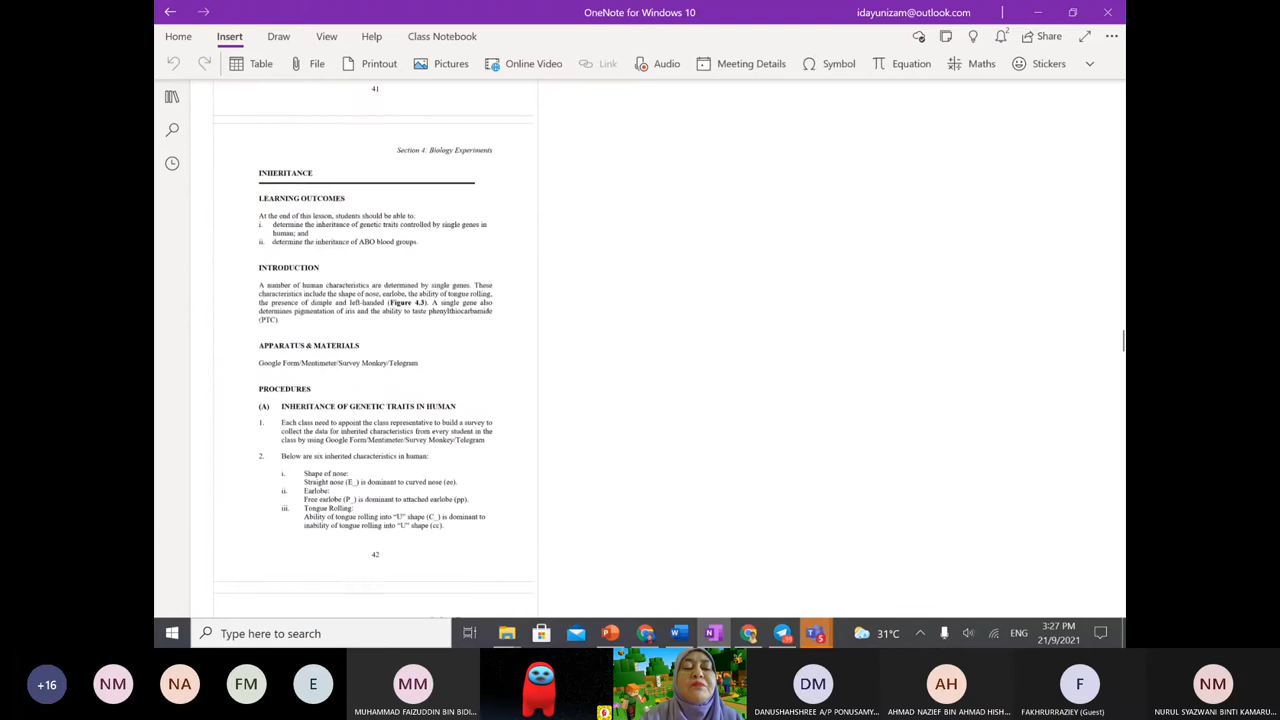 OneNote for Windows 10
idayunizam@outlook.com
Home Insert Draw View Help Class Notebook
2 Share
Table File Printout Pictures Online Video Link Audio Meeting Details Symbol Equation Maths Stickers
41
Section 4: Biology Experiments
INHERITANCE
LEARNING OUTCOMES
At the end of this lesson, students should be able to:
i. determine the inheritance of genetic traits controlled by single genes in
human; and
ii. determine the inheritance of ABO blood groups.
INTRODUCTION
A number of human characteristics are determined by single genes. These
characteristics include the shape of nose, earlobe, the ability of tongue rolling,
the presence of dimple and left-handed (Figure 4.3). A single gene also
determines pigmentation of iris and the ability to taste phenylthiocarbamide
(PTC).
APPARATUS & MATERIALS
Google Form/Mentimeter/Survey Monkey/Telegram
PROCEDURES
(A) INHERITANCE OF GENETIC TRAITS IN HUMAN
1. Each class need to appoint the class representative to build a survey to
collect the data for inherited characteristics from every student in the
class by using Google Form/Mentimeter/Survey Monkey/Telegram
2. Below are six inherited characteristics in human:
i. Shape of nose:
Straight nose (E_) is dominant to curved nose (ee).
ii. Earlobe:
Free earlobe (P_) is dominant to attached earlobe (pp).
iii. Tongue Rolling:
Ability of tongue rolling into “U” shape (C_) is dominant to
inability of tongue rolling into “U” shape (cc).
42
Type here to search
31°C
ENG
3:27 PM
21/9/2021
+16 NM NA FM E MM DM AH F NM
MUHAMMAD FAIZUDDIN BIN BIDI...
DANUSHAHSHREE A/P PONUSAMY...
AHMAD NAZIEF BIN AHMAD HISH...
FAKHRURRAZIEY (Guest)
NURUL SYAZWANI BINTI KAMARU...